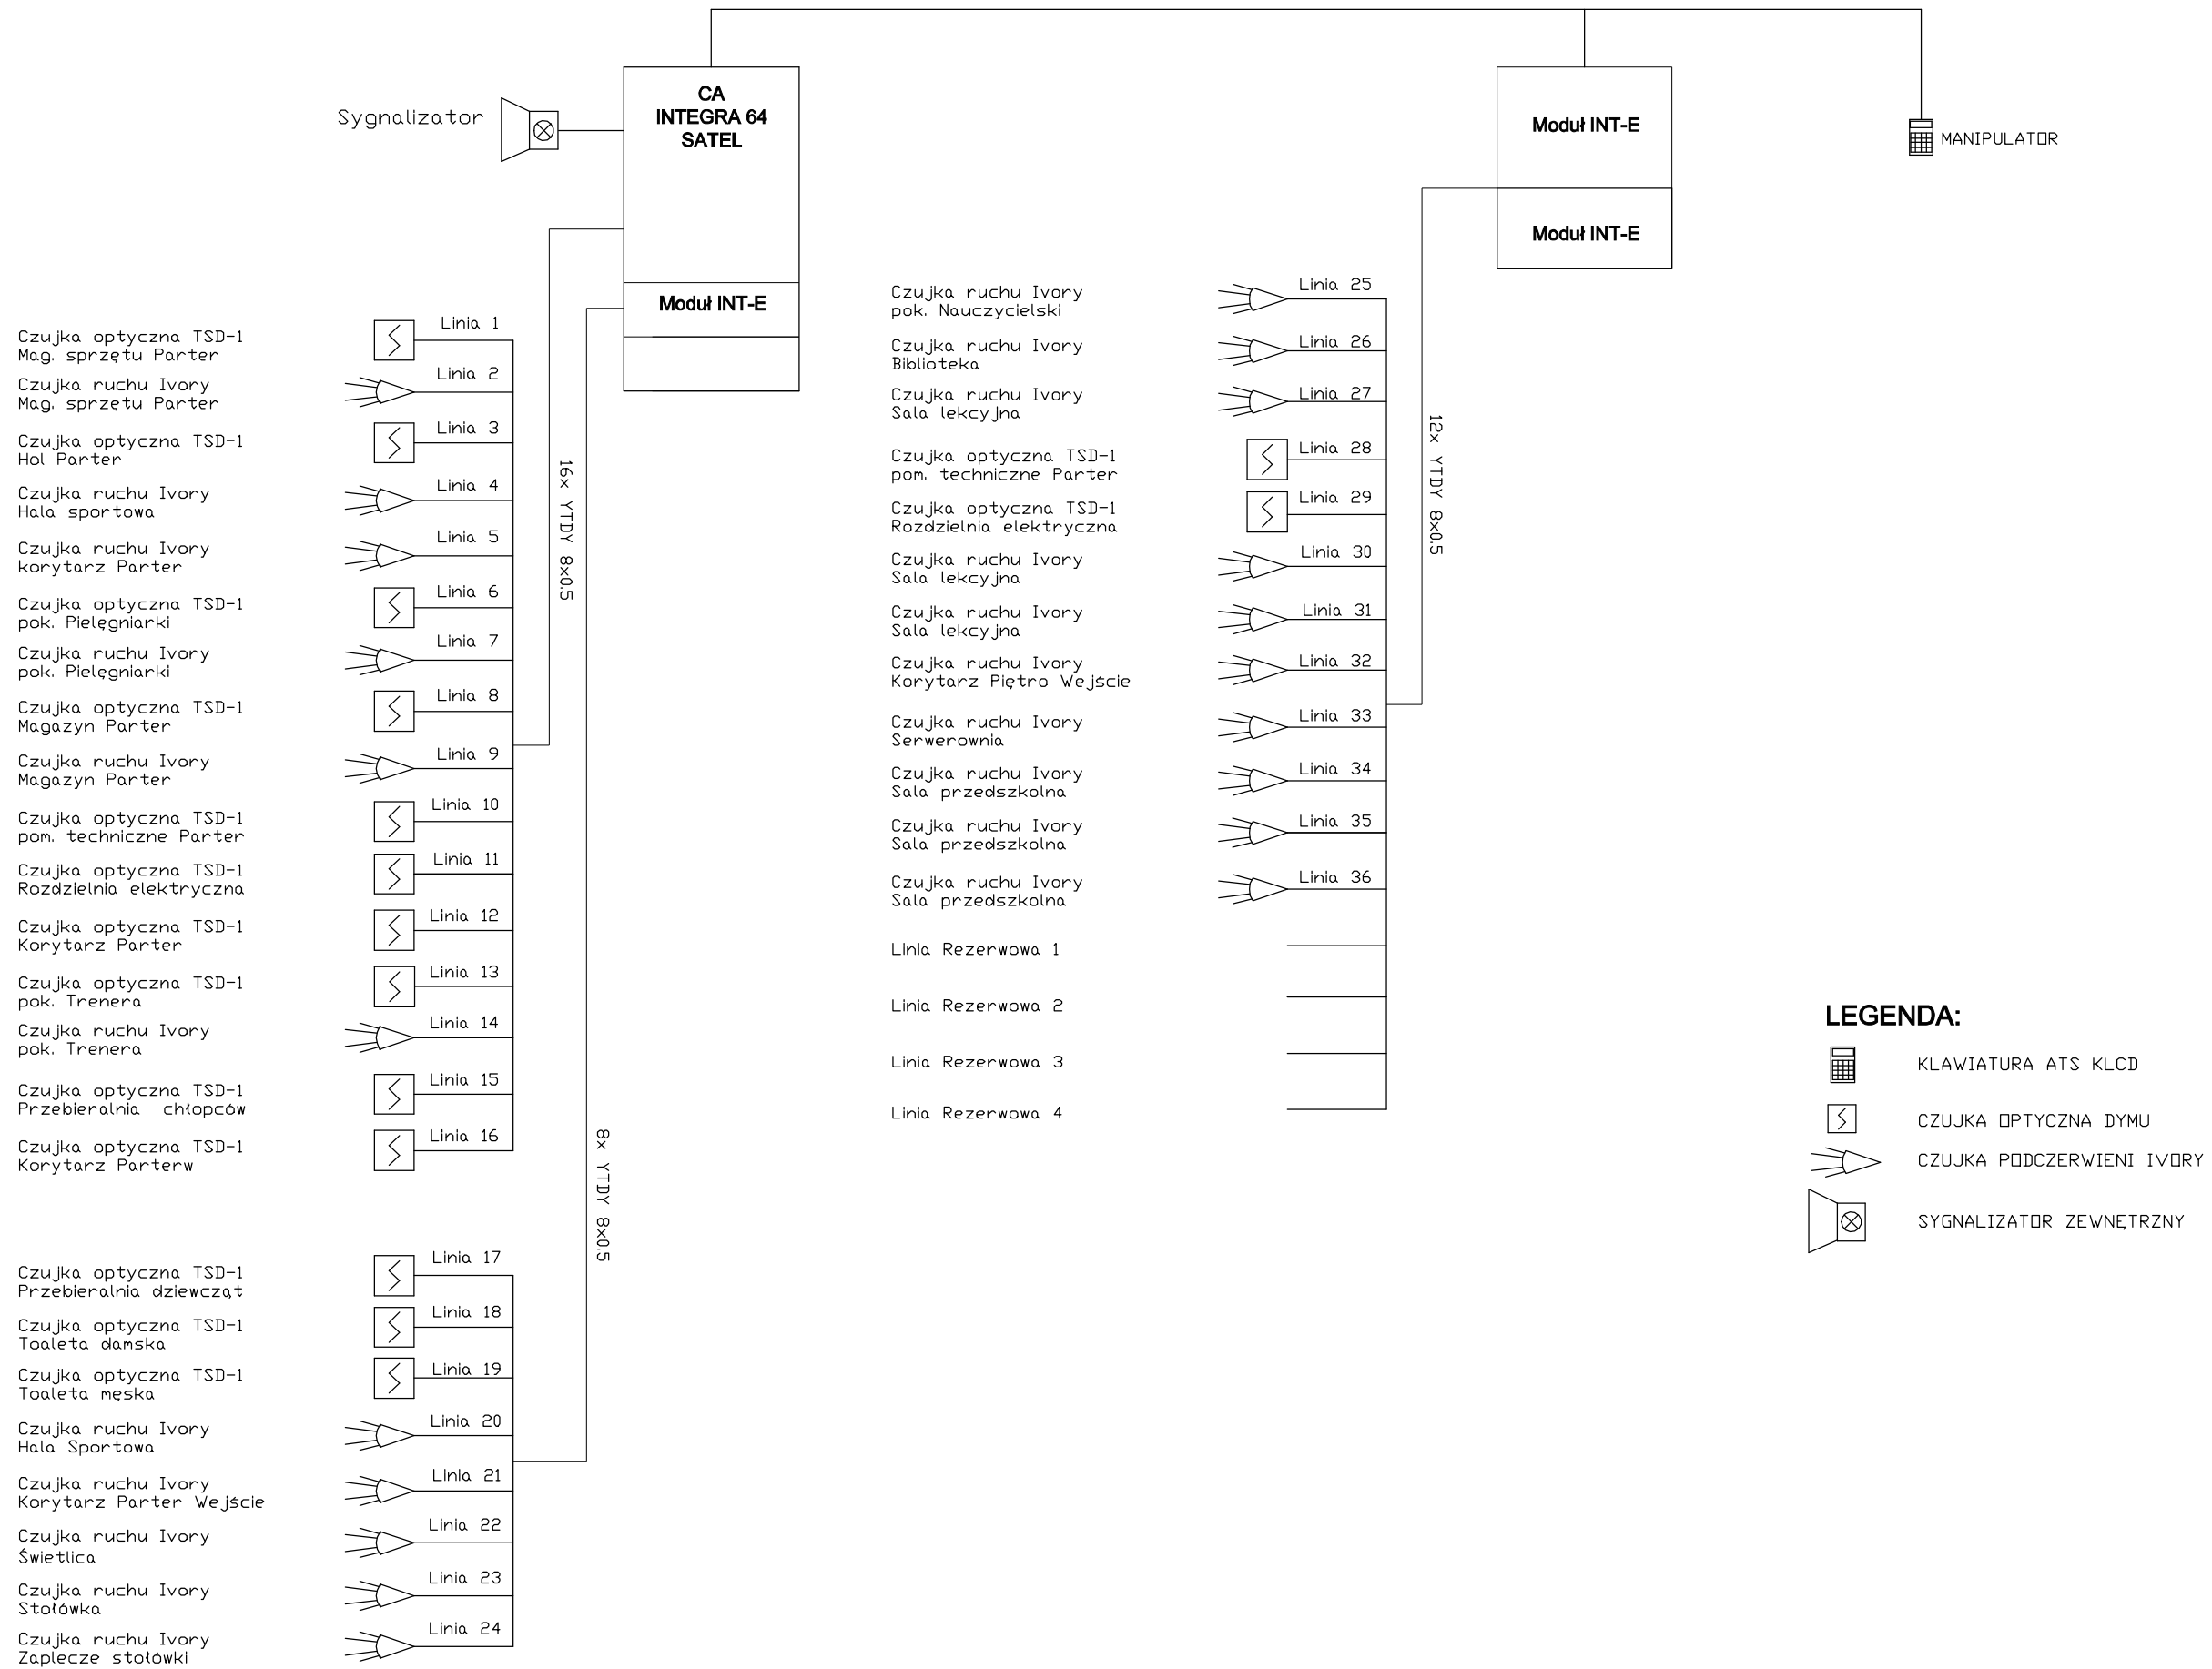 Sygnalizator
CA
INTEGRA 64
SATEL
Moduł INT-E
Moduł INT-E
Moduł INT-E
MANIPULATOR
Czujka optyczna TSD-1
Mag. sprzętu Parter
Linia 1
Czujka ruchu Ivory
Mag. sprzętu Parter
Linia 2
Czujka optyczna TSD-1
Hol Parter
Linia 3
Czujka ruchu Ivory
Hala sportowa
Linia 4
Czujka ruchu Ivory
korytarz Parter
Linia 5
Czujka optyczna TSD-1
pok. Pielęgniarki
Linia 6
Czujka ruchu Ivory
pok. Pielęgniarki
Linia 7
Czujka optyczna TSD-1
Magazyn Parter
Linia 8
Czujka ruchu Ivory
Magazyn Parter
Linia 9
Czujka optyczna TSD-1
pom. techniczne Parter
Linia 10
Czujka optyczna TSD-1
Rozdzielnia elektryczna
Linia 11
Czujka optyczna TSD-1
Korytarz Parter
Linia 12
Czujka optyczna TSD-1
pok. Trenera
Linia 13
Czujka ruchu Ivory
pok. Trenera
Linia 14
Czujka optyczna TSD-1
Przebieralnia chłopców
Linia 15
Czujka optyczna TSD-1
Korytarz Parterw
Linia 16
16x YTDY 8x0.5
Czujka optyczna TSD-1
Przebieralnia dziewcząt
Linia 17
Czujka optyczna TSD-1
Toaleta damska
Linia 18
Czujka optyczna TSD-1
Toaleta męska
Linia 19
Czujka ruchu Ivory
Hala Sportowa
Linia 20
Czujka ruchu Ivory
Korytarz Parter Wejście
Linia 21
Czujka ruchu Ivory
Świetlica
Linia 22
Czujka ruchu Ivory
Stołówka
Linia 23
Czujka ruchu Ivory
Zaplecze stołówki
Linia 24
8x YTDY 8x0.5
Czujka ruchu Ivory
pok. Nauczycielski
Linia 25
Czujka ruchu Ivory
Biblioteka
Linia 26
Czujka ruchu Ivory
Sala lekcyjna
Linia 27
Czujka optyczna TSD-1
pom. techniczne Parter
Linia 28
Czujka optyczna TSD-1
Rozdzielnia elektryczna
Linia 29
Czujka ruchu Ivory
Sala lekcyjna
Linia 30
Czujka ruchu Ivory
Sala lekcyjna
Linia 31
Czujka ruchu Ivory
Korytarz Piętro Wejście
Linia 32
Czujka ruchu Ivory
Serwerownia
Linia 33
Czujka ruchu Ivory
Sala przedszkolna
Linia 34
Czujka ruchu Ivory
Sala przedszkolna
Linia 35
Czujka ruchu Ivory
Sala przedszkolna
Linia 36
Linia Rezerwowa 1
Linia Rezerwowa 2
Linia Rezerwowa 3
Linia Rezerwowa 4
12x YTDY 8x0.5
LEGENDA:
KLAWIATURA ATS KLCD
CZUJKA OPTYCZNA DYMU
CZUJKA PODCZERWIENI IVORY
SYGNALIZATOR ZEWNĘTRZNY